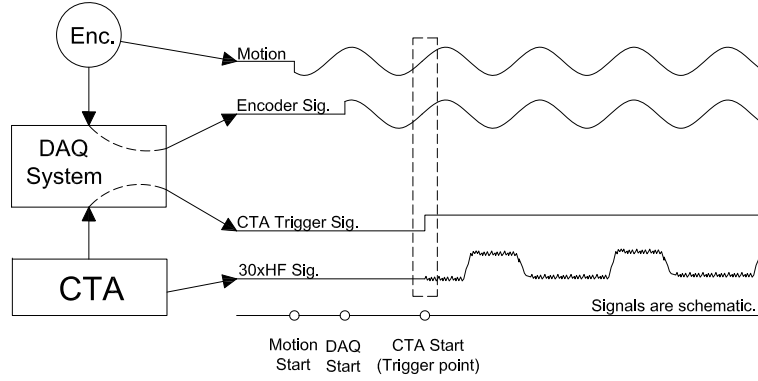 Enc.
Motion
Encoder Sig.
DAQ
System
CTA Trigger Sig.
CTA
30xHF Sig.
Signals are schematic.
Motion
Start
DAQ
Start
CTA Start
(Trigger point)